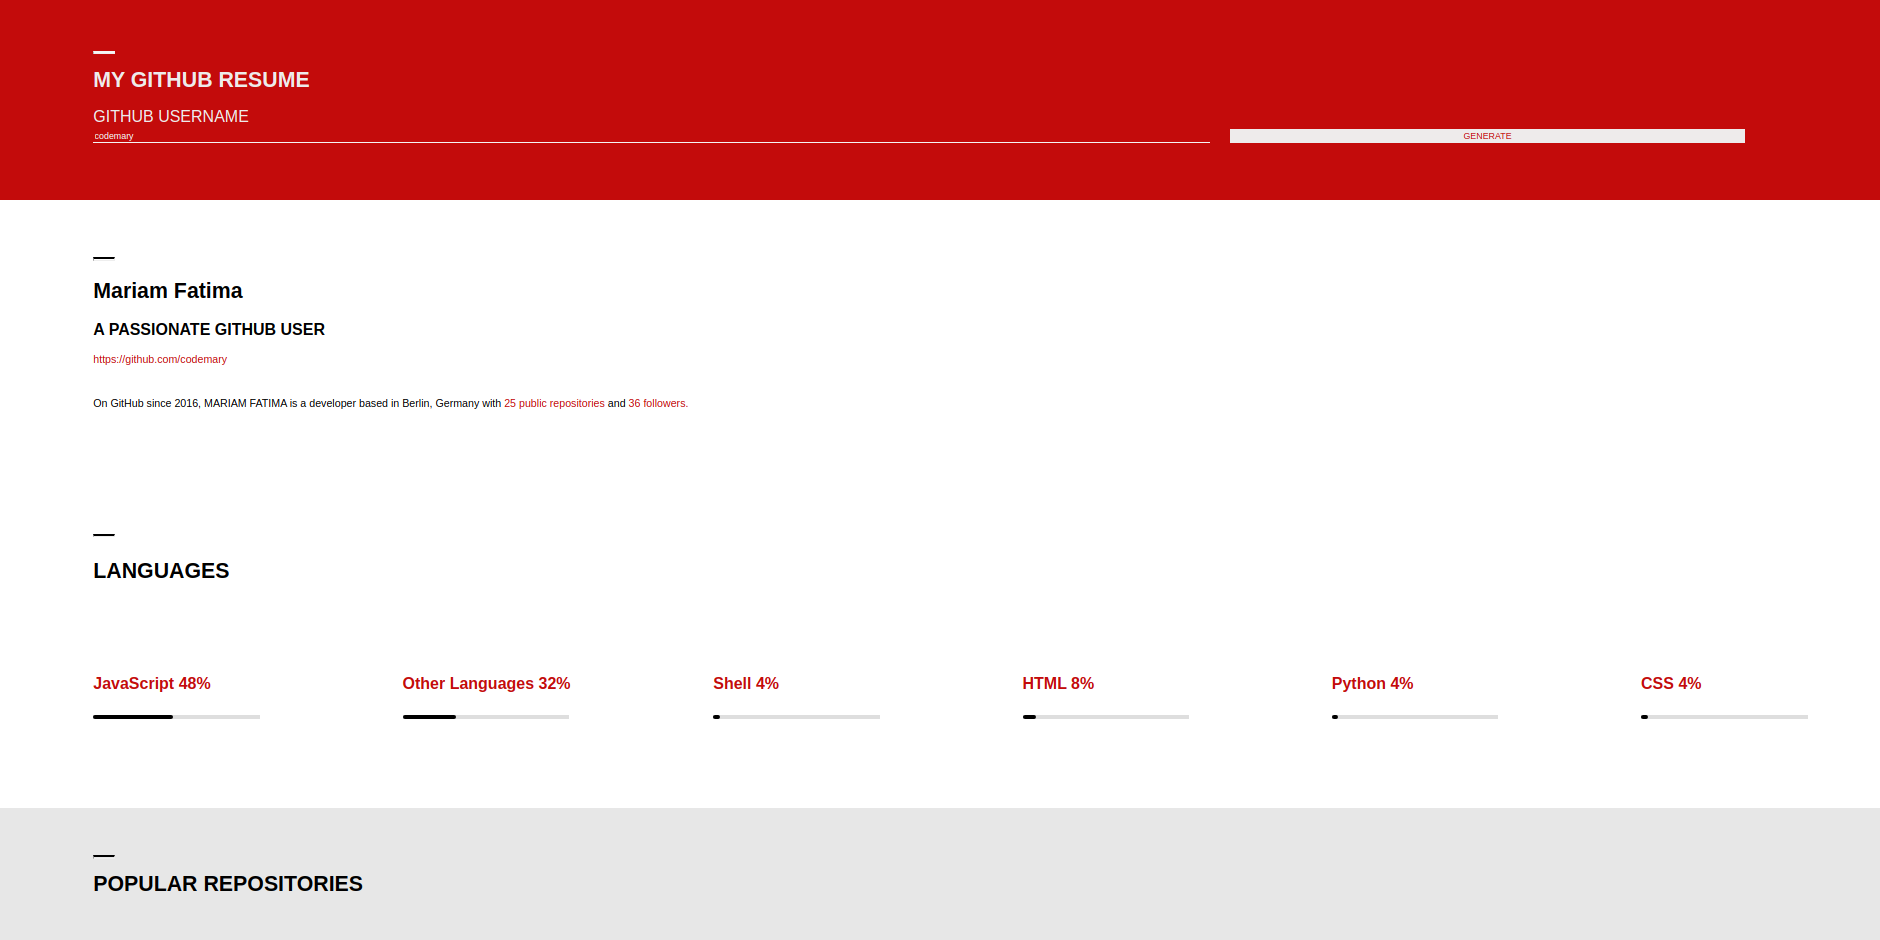 MY GITHUB RESUME
GITHUB USERNAME
codemary
GENERATE
Mariam Fatima
A PASSIONATE GITHUB USER
https://github.com/codemary
On GitHub since 2016, MARIAM FATIMA is a developer based in Berlin, Germany with 25 public repositories and 36 followers.
LANGUAGES
JavaScript 48%
Other Languages 32%
Shell 4%
HTML 8%
Python 4%
CSS 4%
POPULAR REPOSITORIES